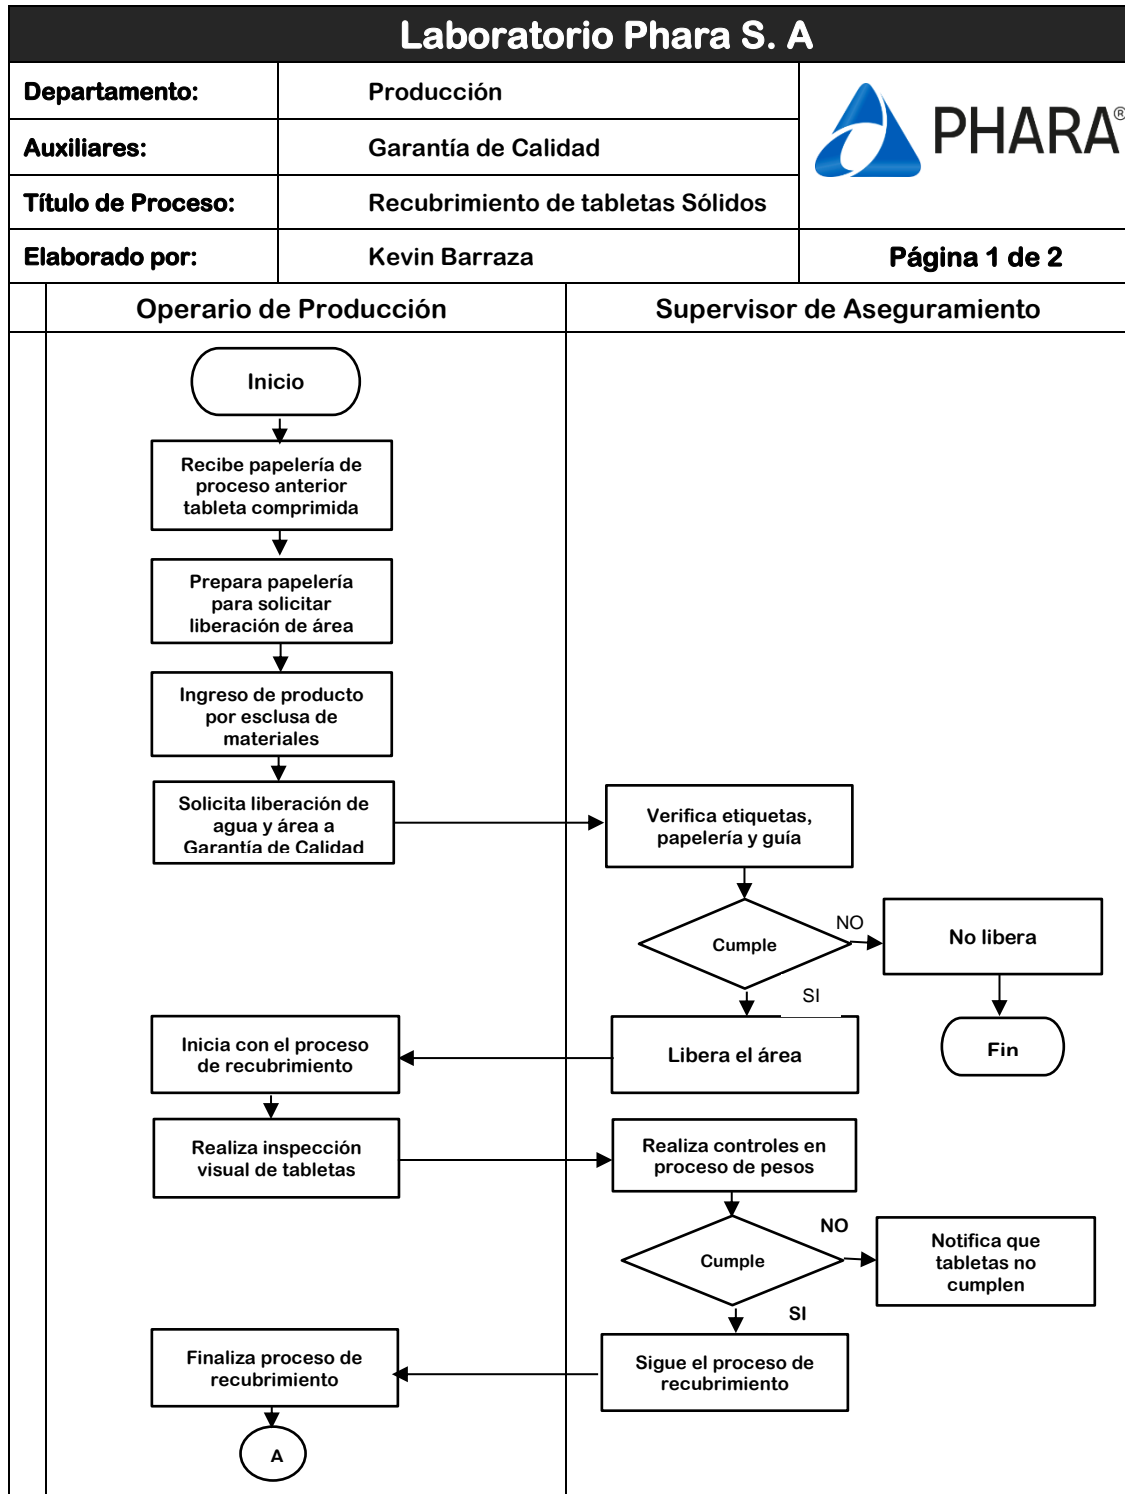 Laboratorio Phara S. A
Departamento:
Producción
PHARA®
Auxiliares:
Garantía de Calidad
Título de Proceso:
Recubrimiento de tabletas Sólidos
Elaborado por:
Kevin Barraza
Página 1 de 2
Operario de Producción
Supervisor de Aseguramiento
Inicio
Recibe papelería de
proceso anterior
tableta comprimida
Prepara papelería
para solicitar
liberación de área
Ingreso de producto
por esclusa de
materiales
Solicita liberación de
agua y área a
Garantía de Calidad
Verifica etiquetas,
papelería y guía
Cumple
NO
No libera
SI
Fin
Libera el área
Inicia con el proceso
de recubrimiento
Realiza inspección
visual de tabletas
Realiza controles en
proceso de pesos
Cumple
NO
Notifica que
tabletas no
cumplen
SI
Sigue el proceso de
recubrimiento
Finaliza proceso de
recubrimiento
A